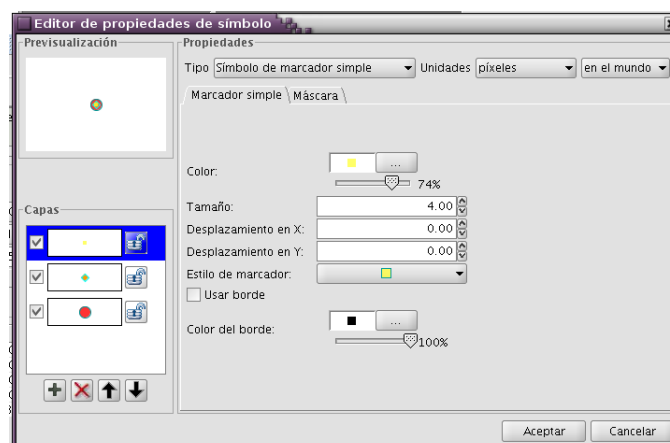 Editor de propiedades de símbolo
Previsualización
Propiedades
Tipo Símbolo de marcador simple Unidades píxeles en el mundo
Marcador simple Máscara
Color: ...
74%
Capas
Tamaño: 4.00
Desplazamiento en X: 0.00
Desplazamiento en Y: 0.00
Estilo de marcador:
Usar borde
Color del borde: ...
100%
Aceptar Cancelar